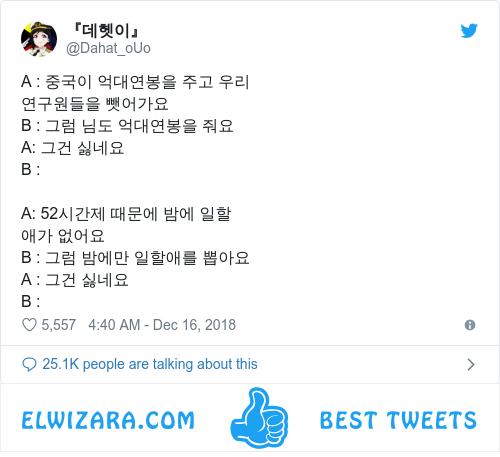 『데헷이』
@Dahat_oUo
A : 중국이 억대연봉을 주고 우리
연구원들을 뺏어가요
B : 그럼 님도 억대연봉을 줘요
A: 그건 싫네요
B :
A: 52시간제 때문에 밤에 일할
애가 없어요
B : 그럼 밤에만 일할애를 뽑아요
A : 그건 싫네요
B :
5,557 4:40 AM - Dec 16, 2018
25.1K people are talking about this
ELWIZARA.COM BEST TWEETS